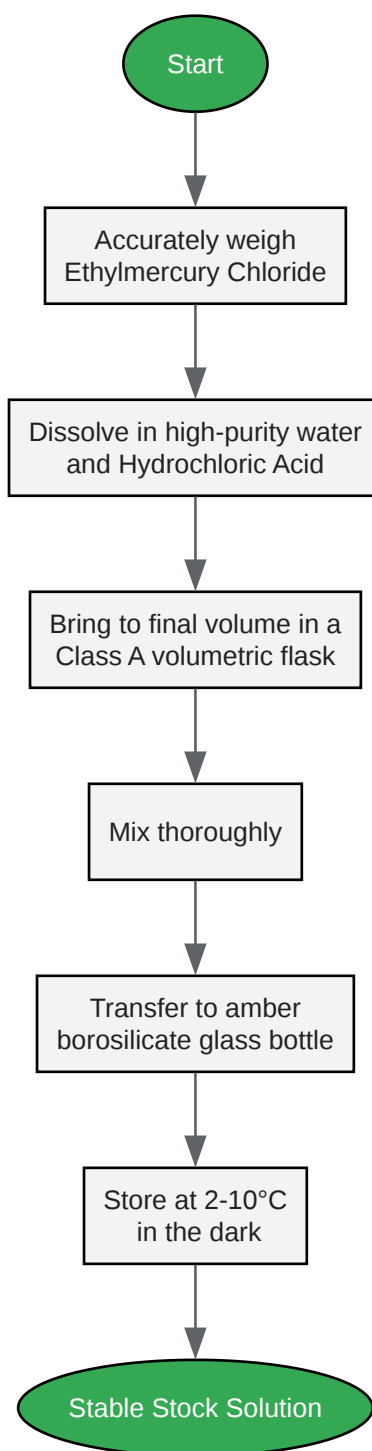 Start
Accurately weigh
Ethylmercury Chloride
Dissolve in high-purity water
and Hydrochloric Acid
Bring to final volume in a
Class A volumetric flask
Mix thoroughly
Transfer to amber
borosilicate glass bottle
Store at 2-10°C
in the dark
Stable Stock Solution